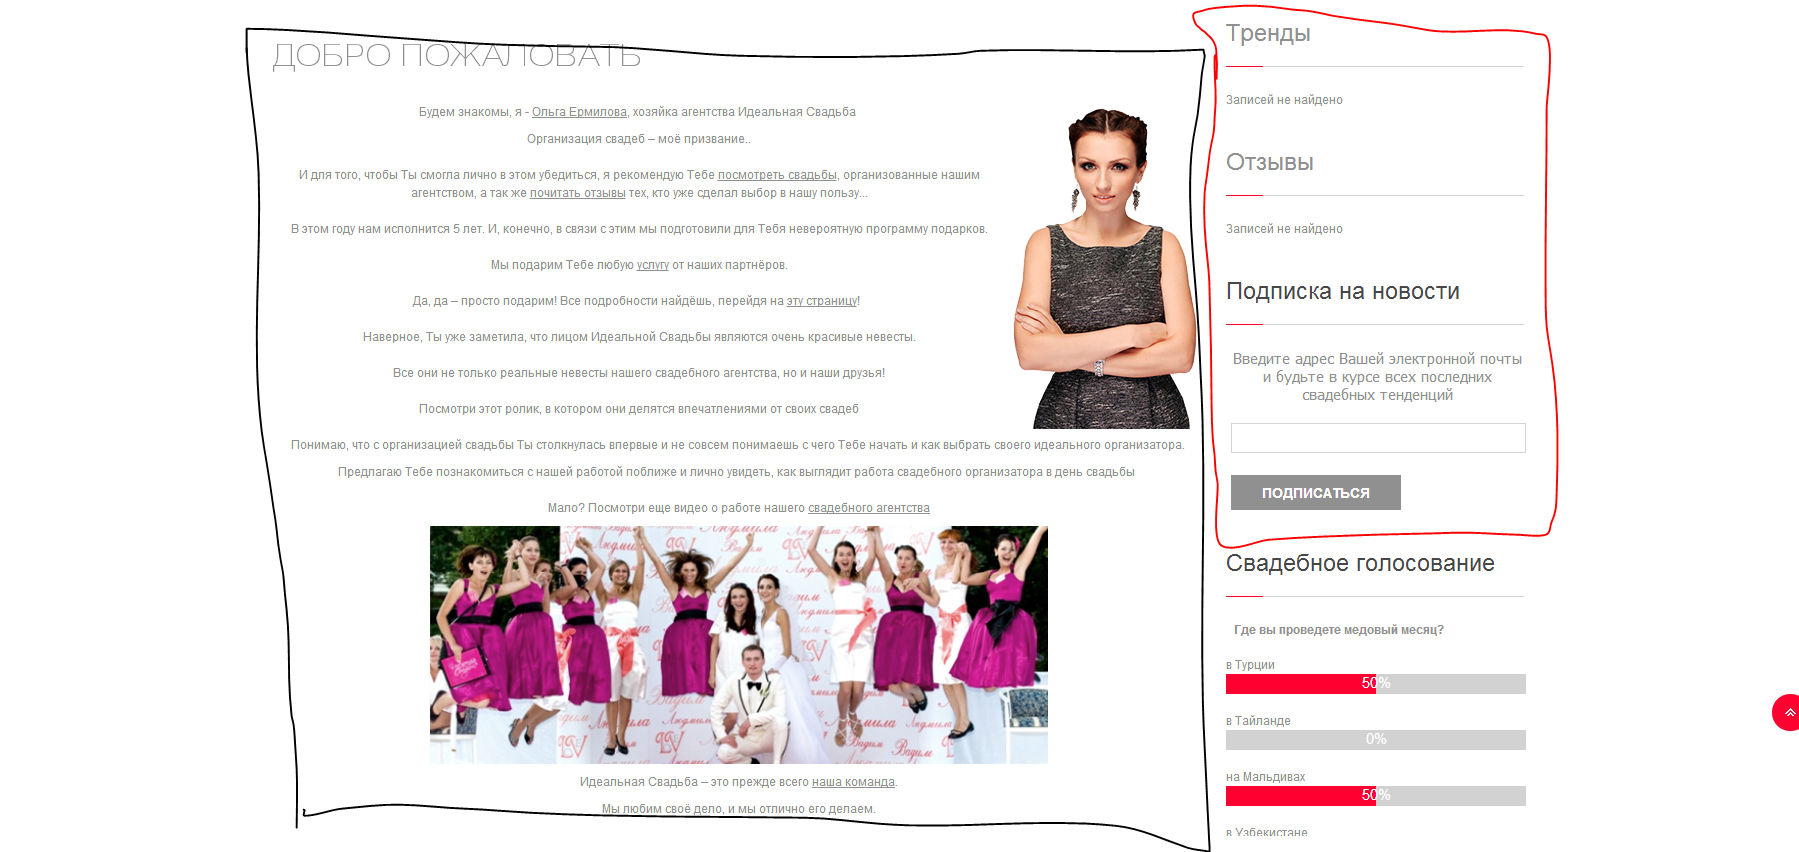 ДОБРО ПОЖАЛОВАТЬ
Будем знакомы, я - Ольга Ермилова, хозяйка агентства Идеальная Свадьба
Организация свадеб – моё призвание..
И для того, чтобы Ты смогла лично в этом убедиться, я рекомендую Тебе посмотреть свадьбы, организованные нашим
агентством, а так же почитать отзывы тех, кто уже сделал выбор в нашу пользу...
В этом году нам исполнится 5 лет. И, конечно, в связи с этим мы подготовили для Тебя невероятную программу подарков.
Мы подарим Тебе любую услугу от наших партнёров.
Да, да – просто подарим! Все подробности найдёшь, перейдя на эту страницу!
Наверное, Ты уже заметила, что лицом Идеальной Свадьбы являются очень красивые невесты.
Все они не только реальные невесты нашего свадебного агентства, но и наши друзья!
Посмотри этот ролик, в котором они делятся впечатлениями от своих свадеб
Понимаю, что с организацией свадьбы Ты столкнулась впервые и не совсем понимаешь с чего Тебе начать и как выбрать своего идеального организатора.
Предлагаю Тебе познакомиться с нашей работой поближе и лично увидеть, как выглядит работа свадебного организатора в день свадьбы
Мало? Посмотри еще видео о работе нашего свадебного агентства
Людмила
Вадим
Идеальная Свадьба – это прежде всего наша команда.
Мы любим своё дело, и мы отлично его делаем.
Тренды
Записей не найдено
Отзывы
Записей не найдено
Подписка на новости
Введите адрес Вашей электронной почты
и будьте в курсе всех последних
свадебных тенденций
ПОДПИСАТЬСЯ
Свадебное голосование
Где вы проведете медовый месяц?
в Турции
50%
в Тайланде
0%
на Мальдивах
50%
в Узбекистане